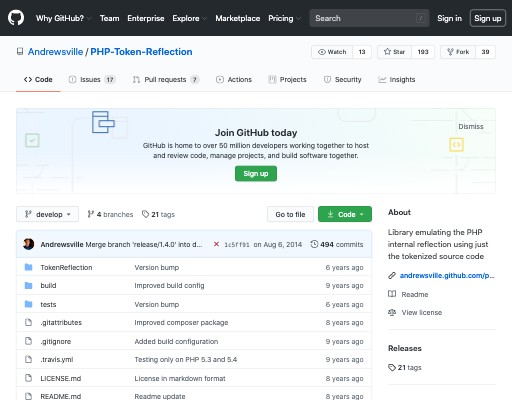 Why GitHub? Team Enterprise Explore Marketplace Pricing Search / Sign in Sign up
Andrewsville / PHP-Token-Reflection Watch 13 Star 193 Fork 39
Code Issues 17 Pull requests 7 Actions Projects Security Insights
Dismiss
Join GitHub today
GitHub is home to over 50 million developers working together to host
and review code, manage projects, and build software together.
Sign up
develop 4 branches 21 tags Go to file Code
Andrewsville Merge branch 'release/1.4.0' into d... 1c5ff91 on Aug 6, 2014 494 commits
TokenReflection Version bump 6 years ago
build Improved build config 9 years ago
tests Version bump 6 years ago
.gitattributes Improved composer package 8 years ago
.gitignore Added build configuration 9 years ago
.travis.yml Testing only on PHP 5.3 and 5.4 9 years ago
LICENSE.md License in markdown format 8 years ago
README.md Readme update 8 years ago
About
Library emulating the PHP
internal reflection using just
the tokenized source code
andrewsville.github.com/p...
Readme
View license
Releases
21 tags